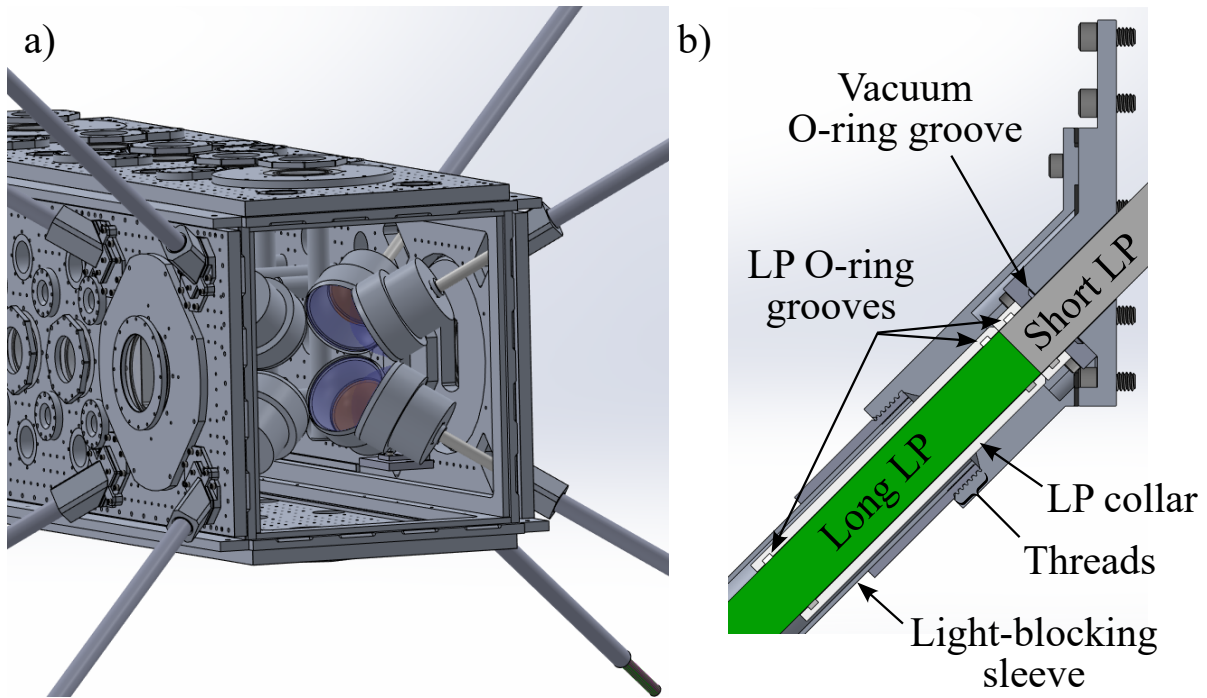 a)
b)
Vacuum
O-ring groove
LP O-ring
grooves
Short LP
Long LP
LP collar
Threads
Light-blocking
sleeve